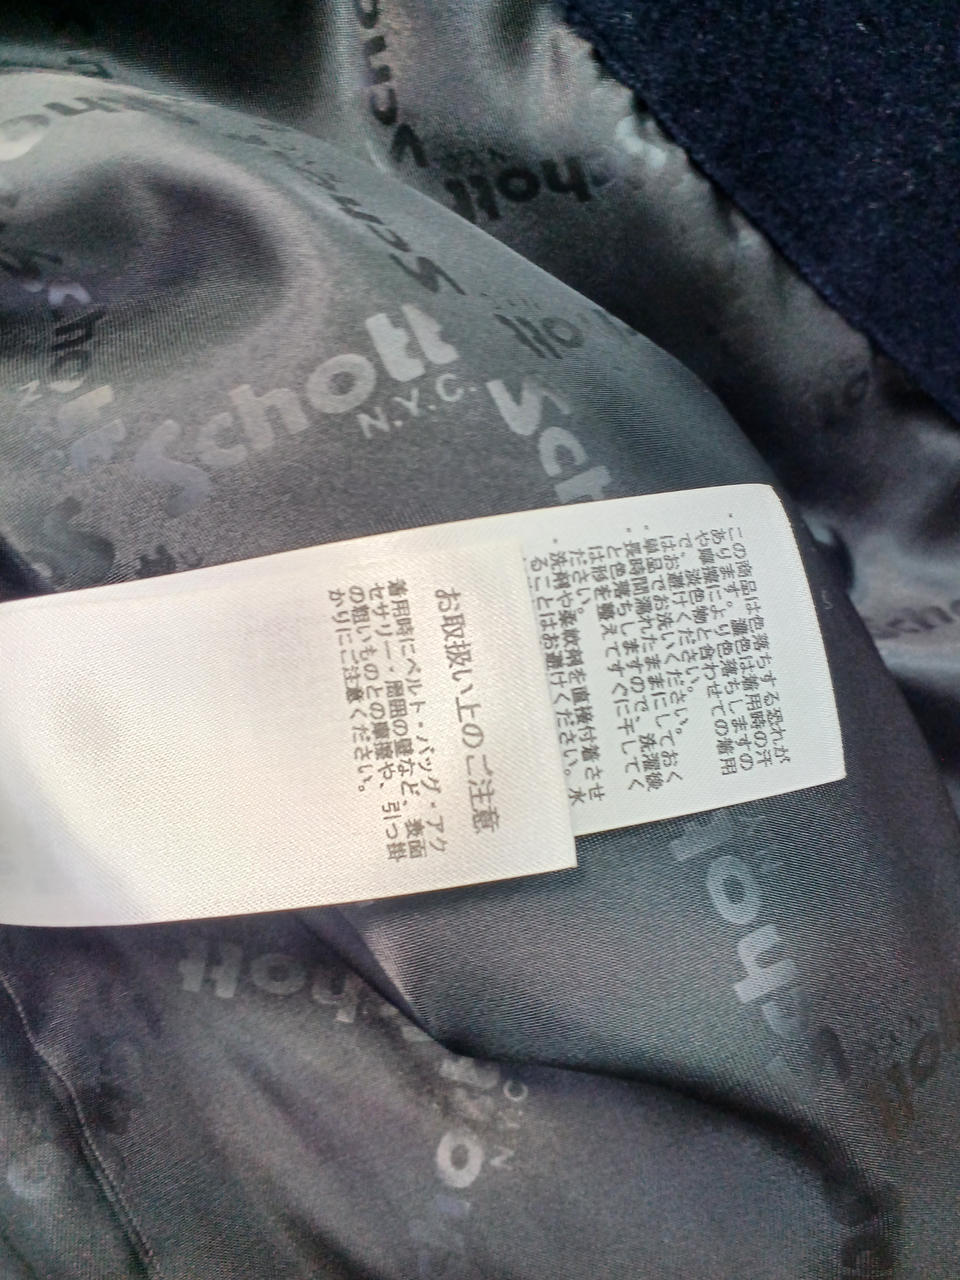 Schott
N.Y.C.
Sch
hott
お取扱い上のご注意
着用時にベルト・バッグ・アク
セサリー・周囲の壁など、表面
の粗いものとの摩擦や、引っ掛
かりにご注意ください。
・この商品は色落ちする恐れが
あります。濃色は着用時の汗
や摩擦により色落ちしますの
で、淡色物と合わせての着用
はお避けください。
・単品でお洗いください。
・長時間濡れたままにしておく
と色落ちしますので、洗濯後
は形を整えてすぐに干してく
ださい。
・洗剤や柔軟剤を直接付着させ
ることはお避けください。水